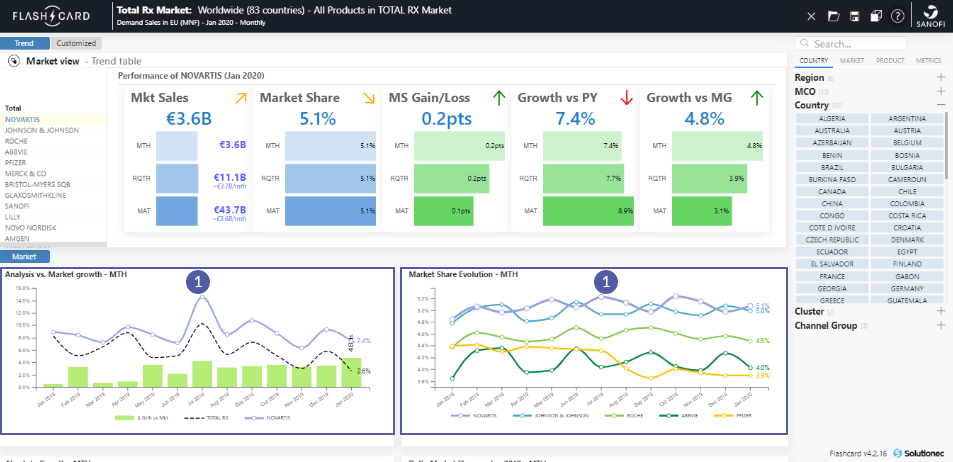 FLASH CARD
Total Rx Market: Worldwide (83 countries) - All Products in TOTAL RX Market
Demand Sales in EU (MNF) - Jan 2020 - Monthly
SANOFI
Trend
Customized
Market view - Trend table
Performance of NOVARTIS (Jan 2020)
Total
NOVARTIS
JOHNSON & JOHNSON
ROCHE
ABBVIE
PFIZER
MERCK & CO
BRISTOL-MYERS SQB.
GLAXOSMITHKLINE
SANOFI
LILLY
NOVO NORDISK
AMGEN
Mkt Sales
€3.6B
MTH €3.6B
RQTR €11.1B
~€3.7B/mth
MAT €43.7B
~€3.6B/mth
Market Share
5.1%
MTH 5.1%
RQTR 5.1%
MAT 5.1%
MS Gain/Loss
0.2pts
MTH 0.2pts
RQTR 0.2pts
MAT 0.1pts
Growth vs PY
7.4%
MTH 7.4%
RQTR 7.7%
MAT 8.9%
Growth vs MG
4.8%
MTH 4.8%
RQTR 3.9%
MAT 3.1%
Market
Analysis vs. Market growth - MTH
1
16.0%
14.0%
12.0%
10.0%
8.0%
6.0%
4.0%
2.0%
0.0%
7.4%
2.6%
Jan 2019 Feb 2019 Mar 2019 Apr 2019 May 2019 Jun 2019 Jul 2019 Aug 2019 Sep 2019 Oct 2019 Nov 2019 Dec 2019 Jan 2020
Δ Grth vs Mkt TOTAL RX NOVARTIS
Market Share Evolution - MTH
1
5.2%
5.0%
4.8%
4.6%
4.4%
4.2%
4.0%
3.8%
5.1%
5.0%
4.5%
4.0%
3.9%
Jan 2019 Feb 2019 Mar 2019 Apr 2019 May 2019 Jun 2019 Jul 2019 Aug 2019 Sep 2019 Oct 2019 Nov 2019 Dec 2019 Jan 2020
NOVARTIS JOHNSON & JOHNSON ROCHE ABBVIE PFIZER
Search...
COUNTRY MARKET PRODUCT METRICS
Region
MCO
Country
ALGERIA ARGENTINA
AUSTRALIA AUSTRIA
AZERBAIJAN BELGIUM
BENIN BOSNIA
BRAZIL BULGARIA
BURKINA FASO CAMEROON
CANADA CHILE
CHINA COLOMBIA
CONGO COSTA RICA
COTE D IVOIRE CROATIA
CZECH REPUBLIC DENMARK
ECUADOR EGYPT
EL SALVADOR FINLAND
FRANCE GABON
GEORGIA GERMANY
GREECE GUATEMALA
Cluster
Channel Group
Flashcard v4.2.16 Solutionec